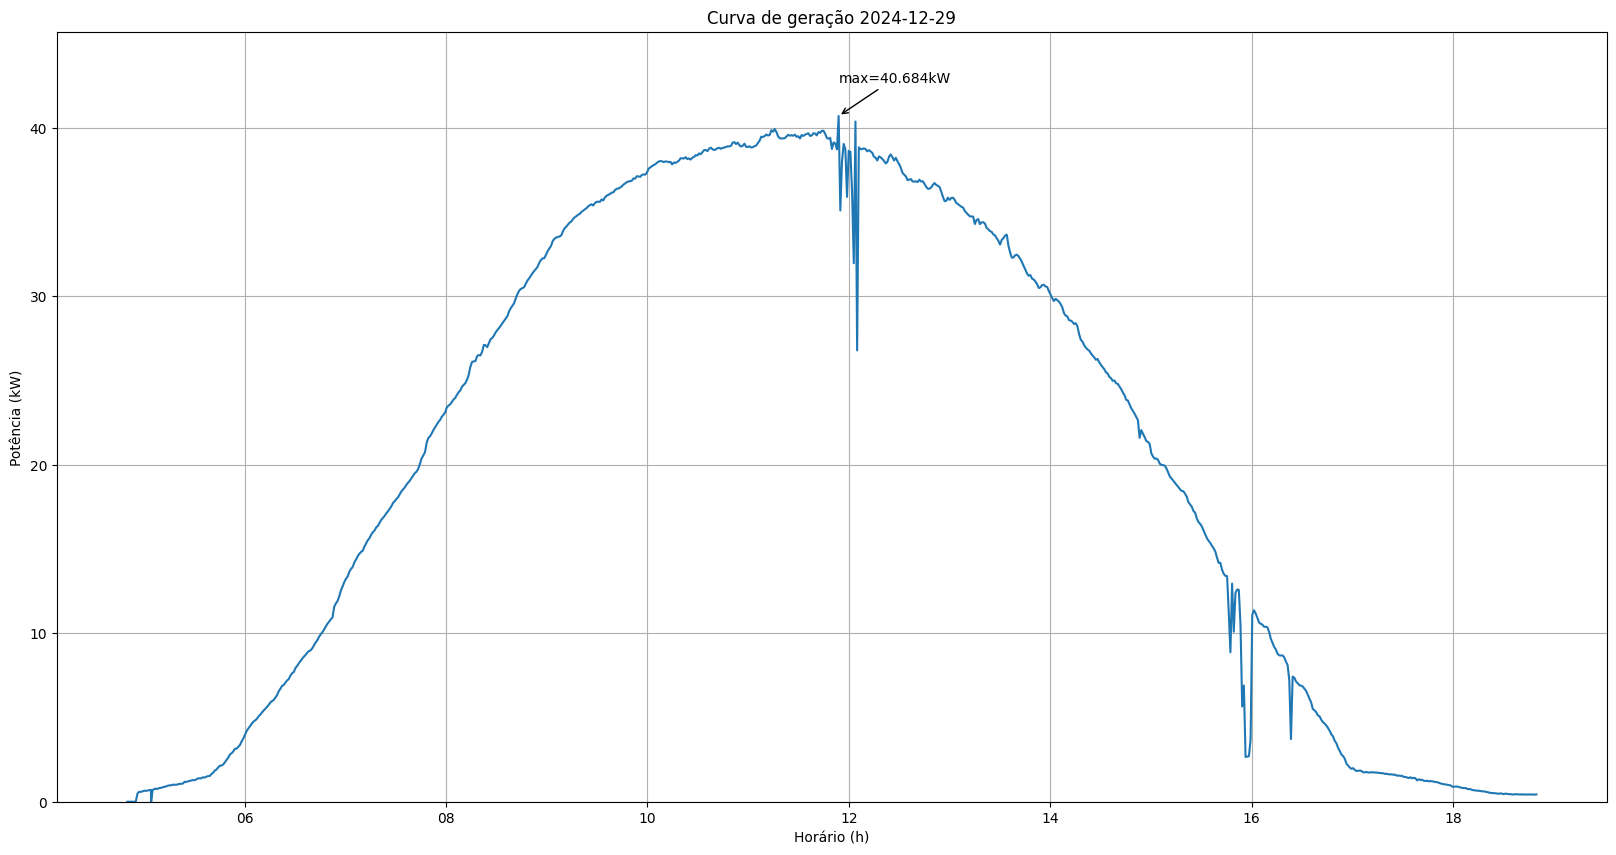 Curva de geração 2024-12-29
max=40.684kW
40
30
20
10
0
Potência (kW)
06 08 10 12 14 16 18
Horário (h)